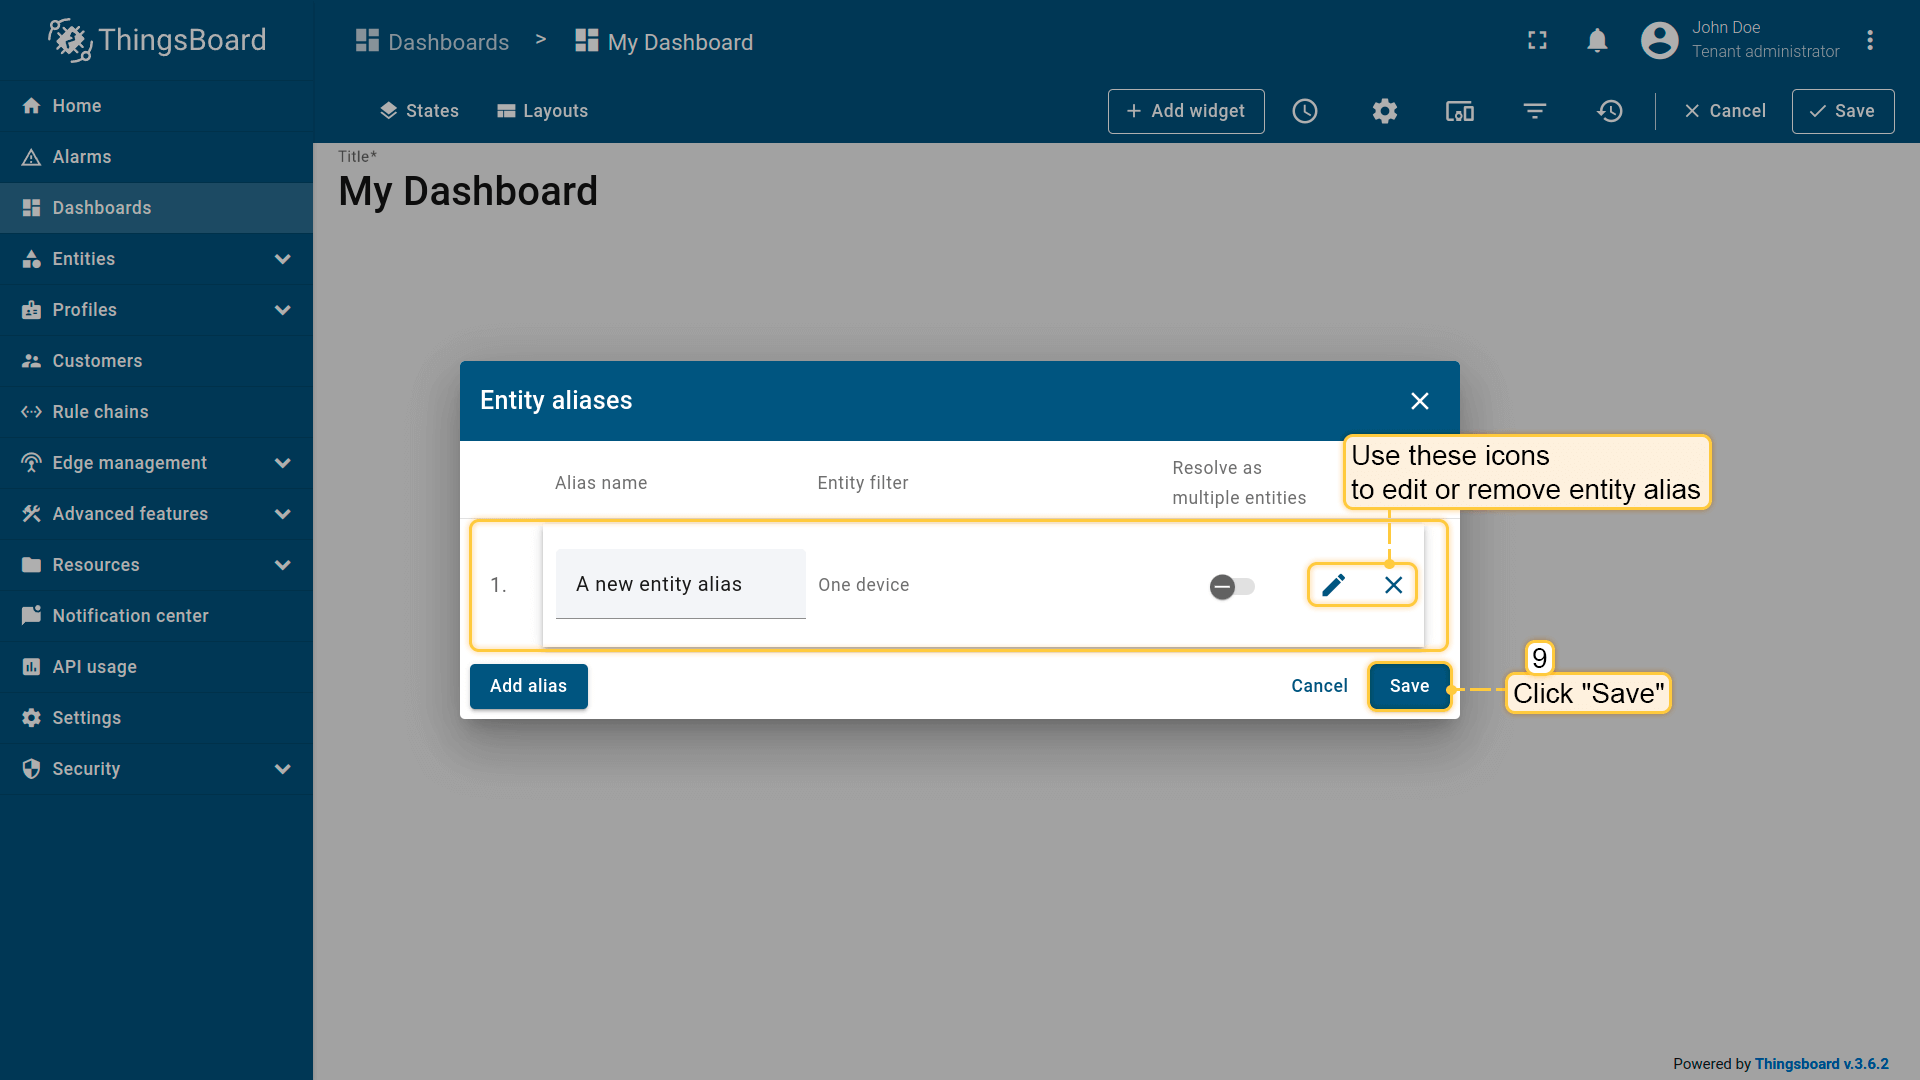 ThingsBoard
Dashboards > My Dashboard
John Doe
Tenant administrator
Home
Alarms
Dashboards
Entities
Profiles
Customers
Rule chains
Edge management
Advanced features
Resources
Notification center
API usage
Settings
Security
States
Layouts
+ Add widget
Cancel
Save
Title*
My Dashboard
Entity aliases
Alias name
Entity filter
Resolve as
multiple entities
Use these icons
to edit or remove entity alias
1.
A new entity alias
One device
Add alias
Cancel
Save
9
Click "Save"
Powered by Thingsboard v.3.6.2